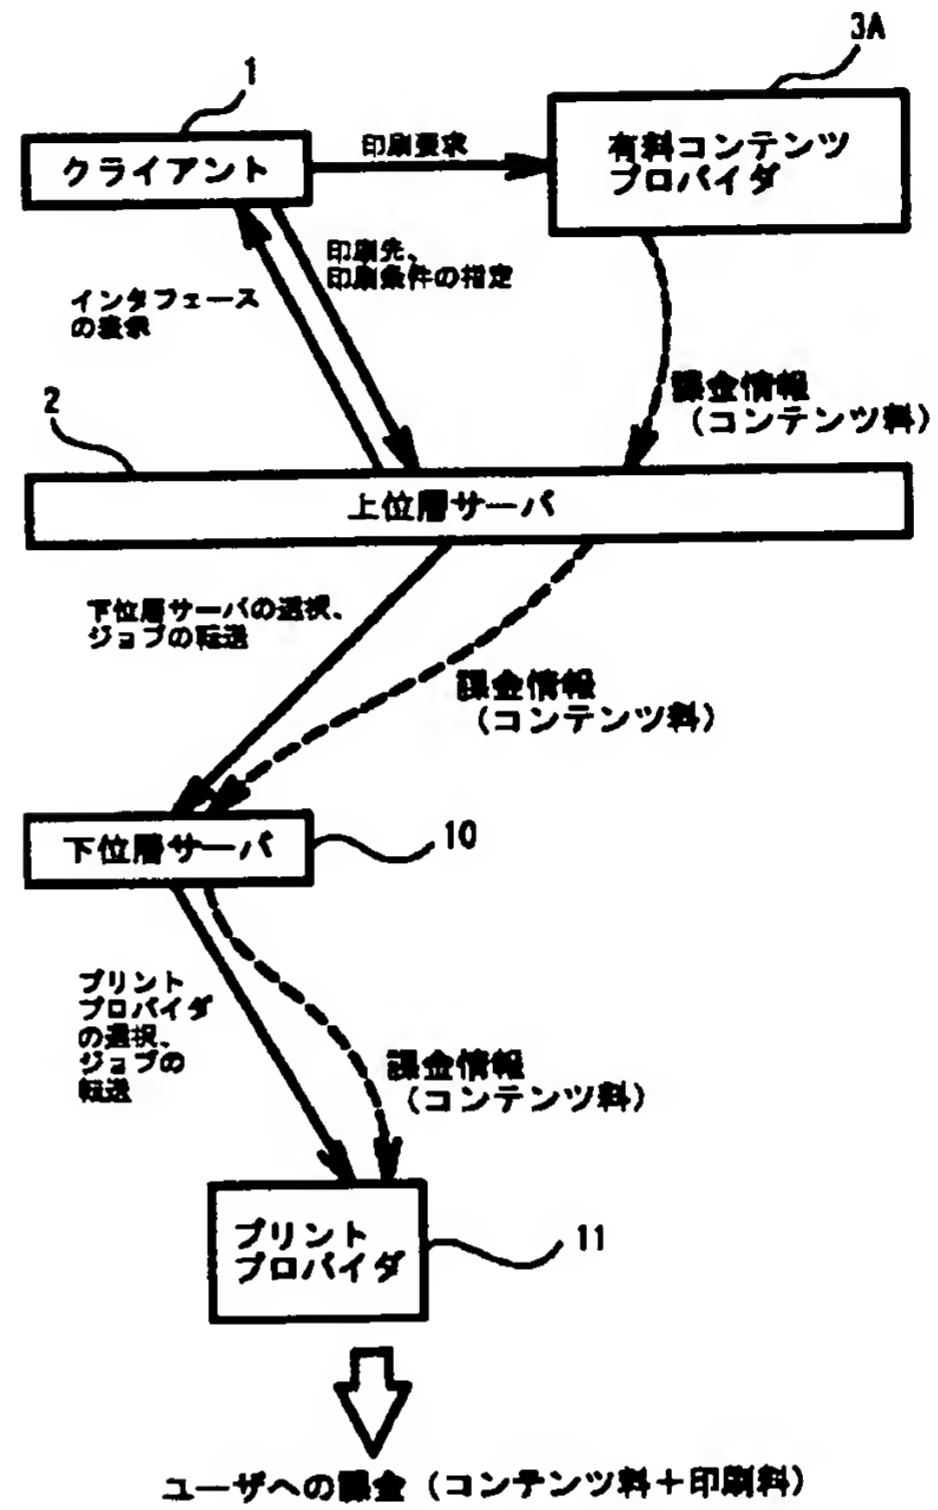 3A
1
クライアント
印刷要求
有料コンテンツ
プロバイダ
印刷先、
印刷条件の指定
インタフェース
の要求
課金情報
(コンテンツ料)
2
上位層サーバ
下位層サーバの選択、
ジョブの転送
課金情報
(コンテンツ料)
下位層サーバ
10
プリント
プロバイダ
の選択、
ジョブの
転送
課金情報
(コンテンツ料)
プリント
プロバイダ
11
ユーザへの課金(コンテンツ料+印刷料)